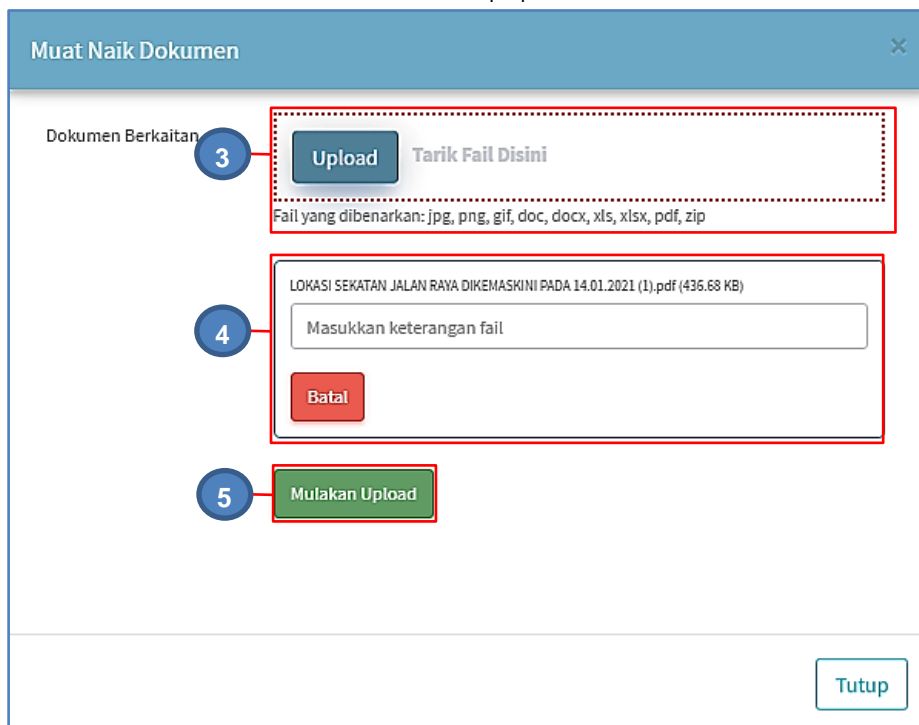 Muat Naik Dokumen
×
Dokumen Berkaitan
3
Upload
Tarik Fail Disini
Fail yang dibenarkan: jpg, png, gif, doc, docx, xls, xlsx, pdf, zip
LOKASI SEKATAN JALAN RAYA DIKEMASKINI PADA 14.01.2021 (1).pdf (436.68 KB)
4
Masukkan keterangan fail
Batal
5
Mulakan Upload
Tutup